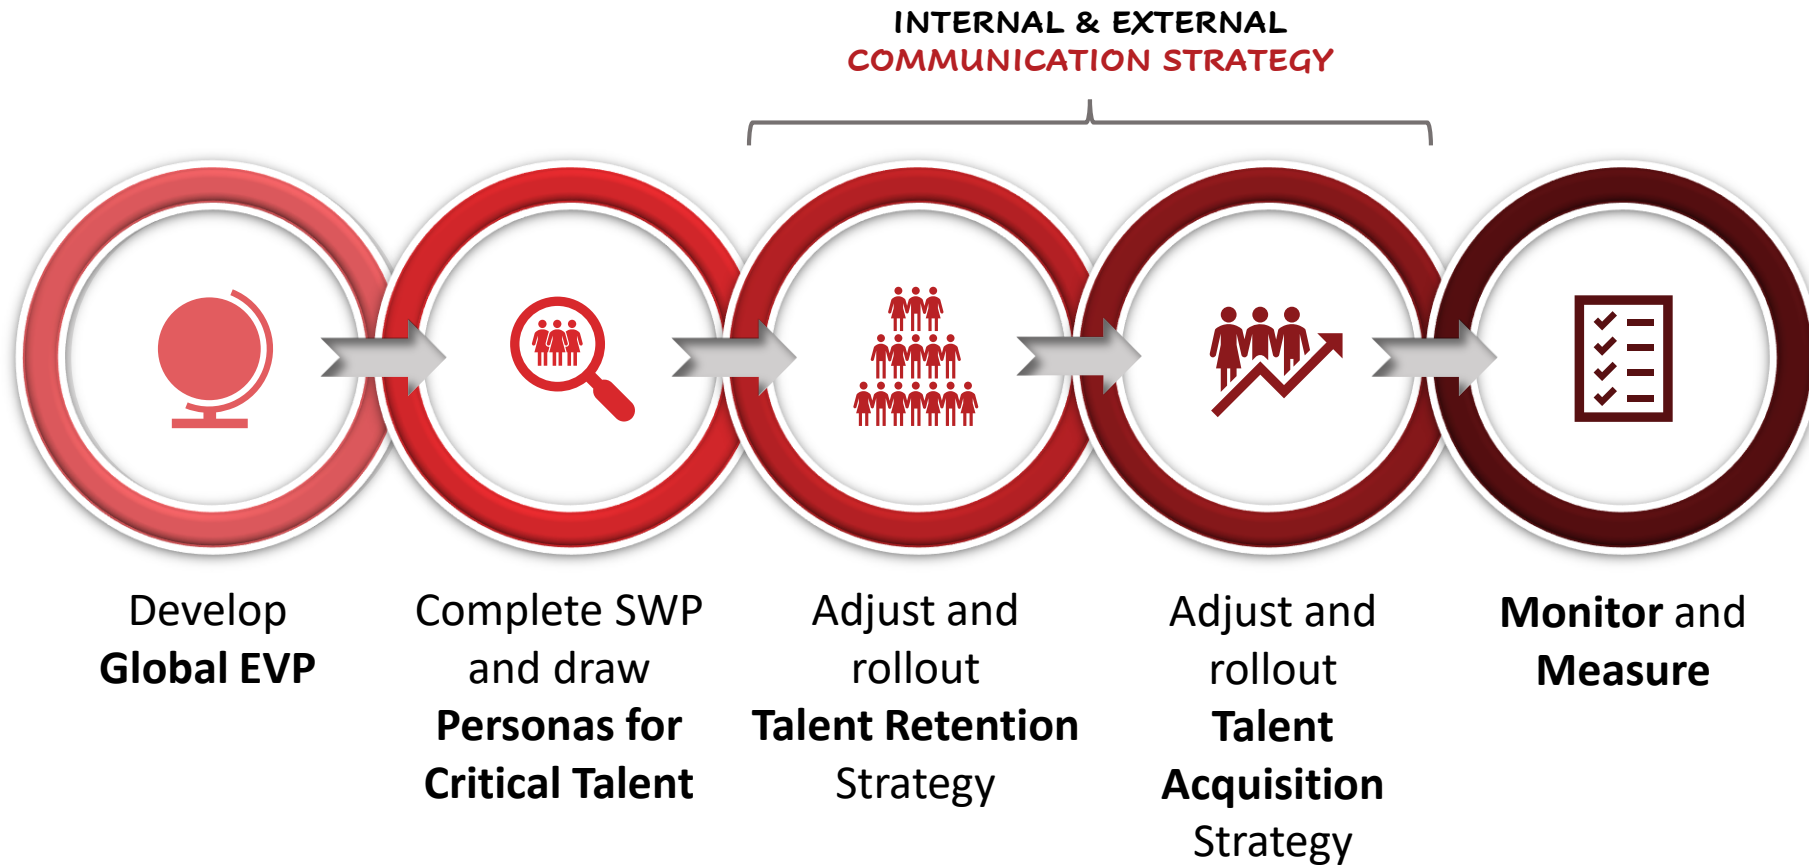 INTERNAL & EXTERNAL
COMMUNICATION STRATEGY
Develop
Global EVP
Complete SWP
and draw
Personas for
Critical Talent
Adjust and
rollout
Talent Retention
Strategy
Adjust and
rollout
Talent
Acquisition
Strategy
Monitor and
Measure